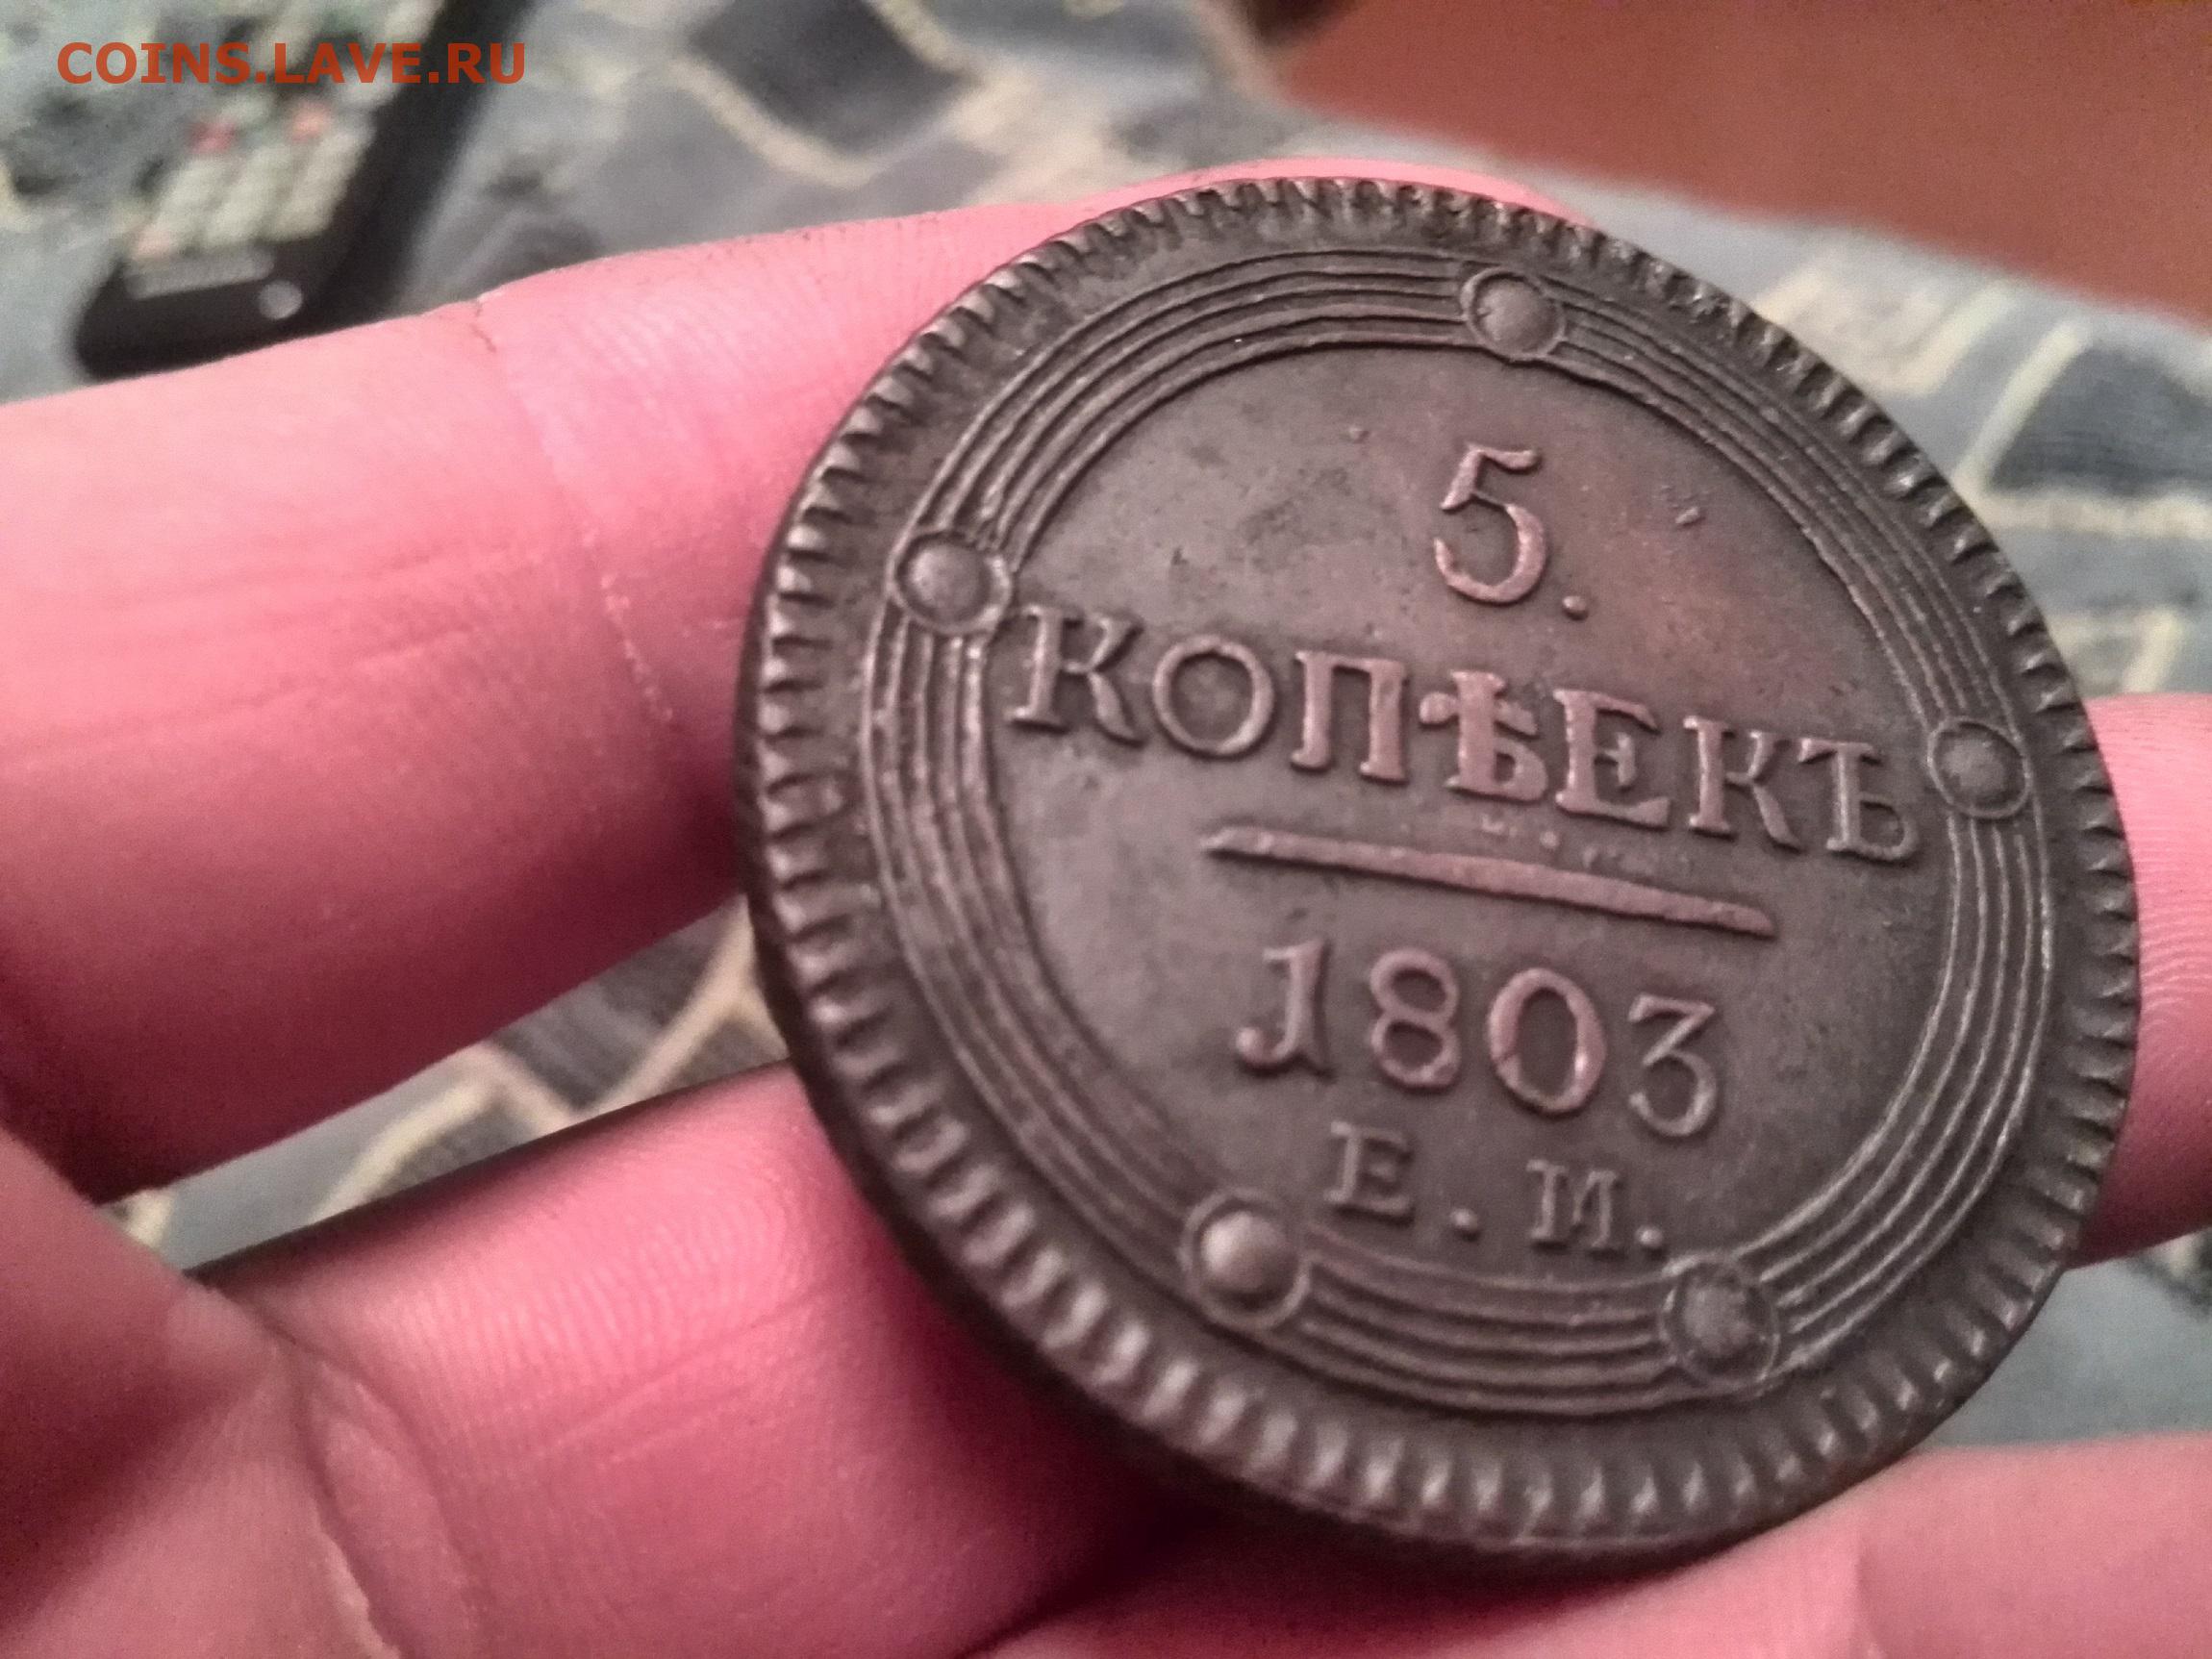 COINS.LAVE.RU
5.
КОПѢЕКЪ
1803
Е. М.